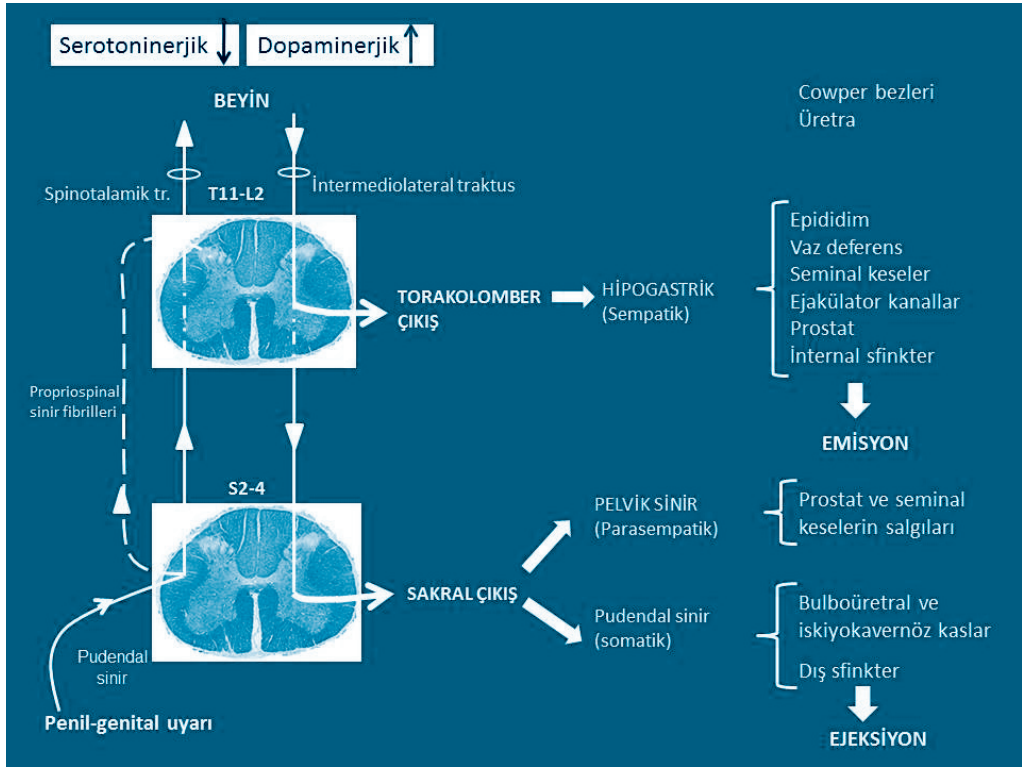 Serotoninerjik
Dopaminerjik
BEYİN
Cowper bezleri
Üretra
Spinotalamik tr.
T11-L2
İntermediolateral traktus
TORAKOLOMBER
ÇIKIŞ
HİPOGASTRİK
(Sempatik)
Epididim
Vaz deferens
Seminal keseler
Ejakülator kanallar
Prostat
İnternal sfinkter
EMİSYON
Propriospinal
sinir fibrilleri
S2-4
SAKRAL ÇIKIŞ
PELVİK SİNİR
(Parasempatik)
Prostat ve seminal
keselerin salgıları
Pudendal sinir
(somatik)
Bulboüretral ve
iskiyokavernöz kaslar
Dış sfinkter
EJEKSİYON
Pudendal
sinir
Penil-genital uyarı